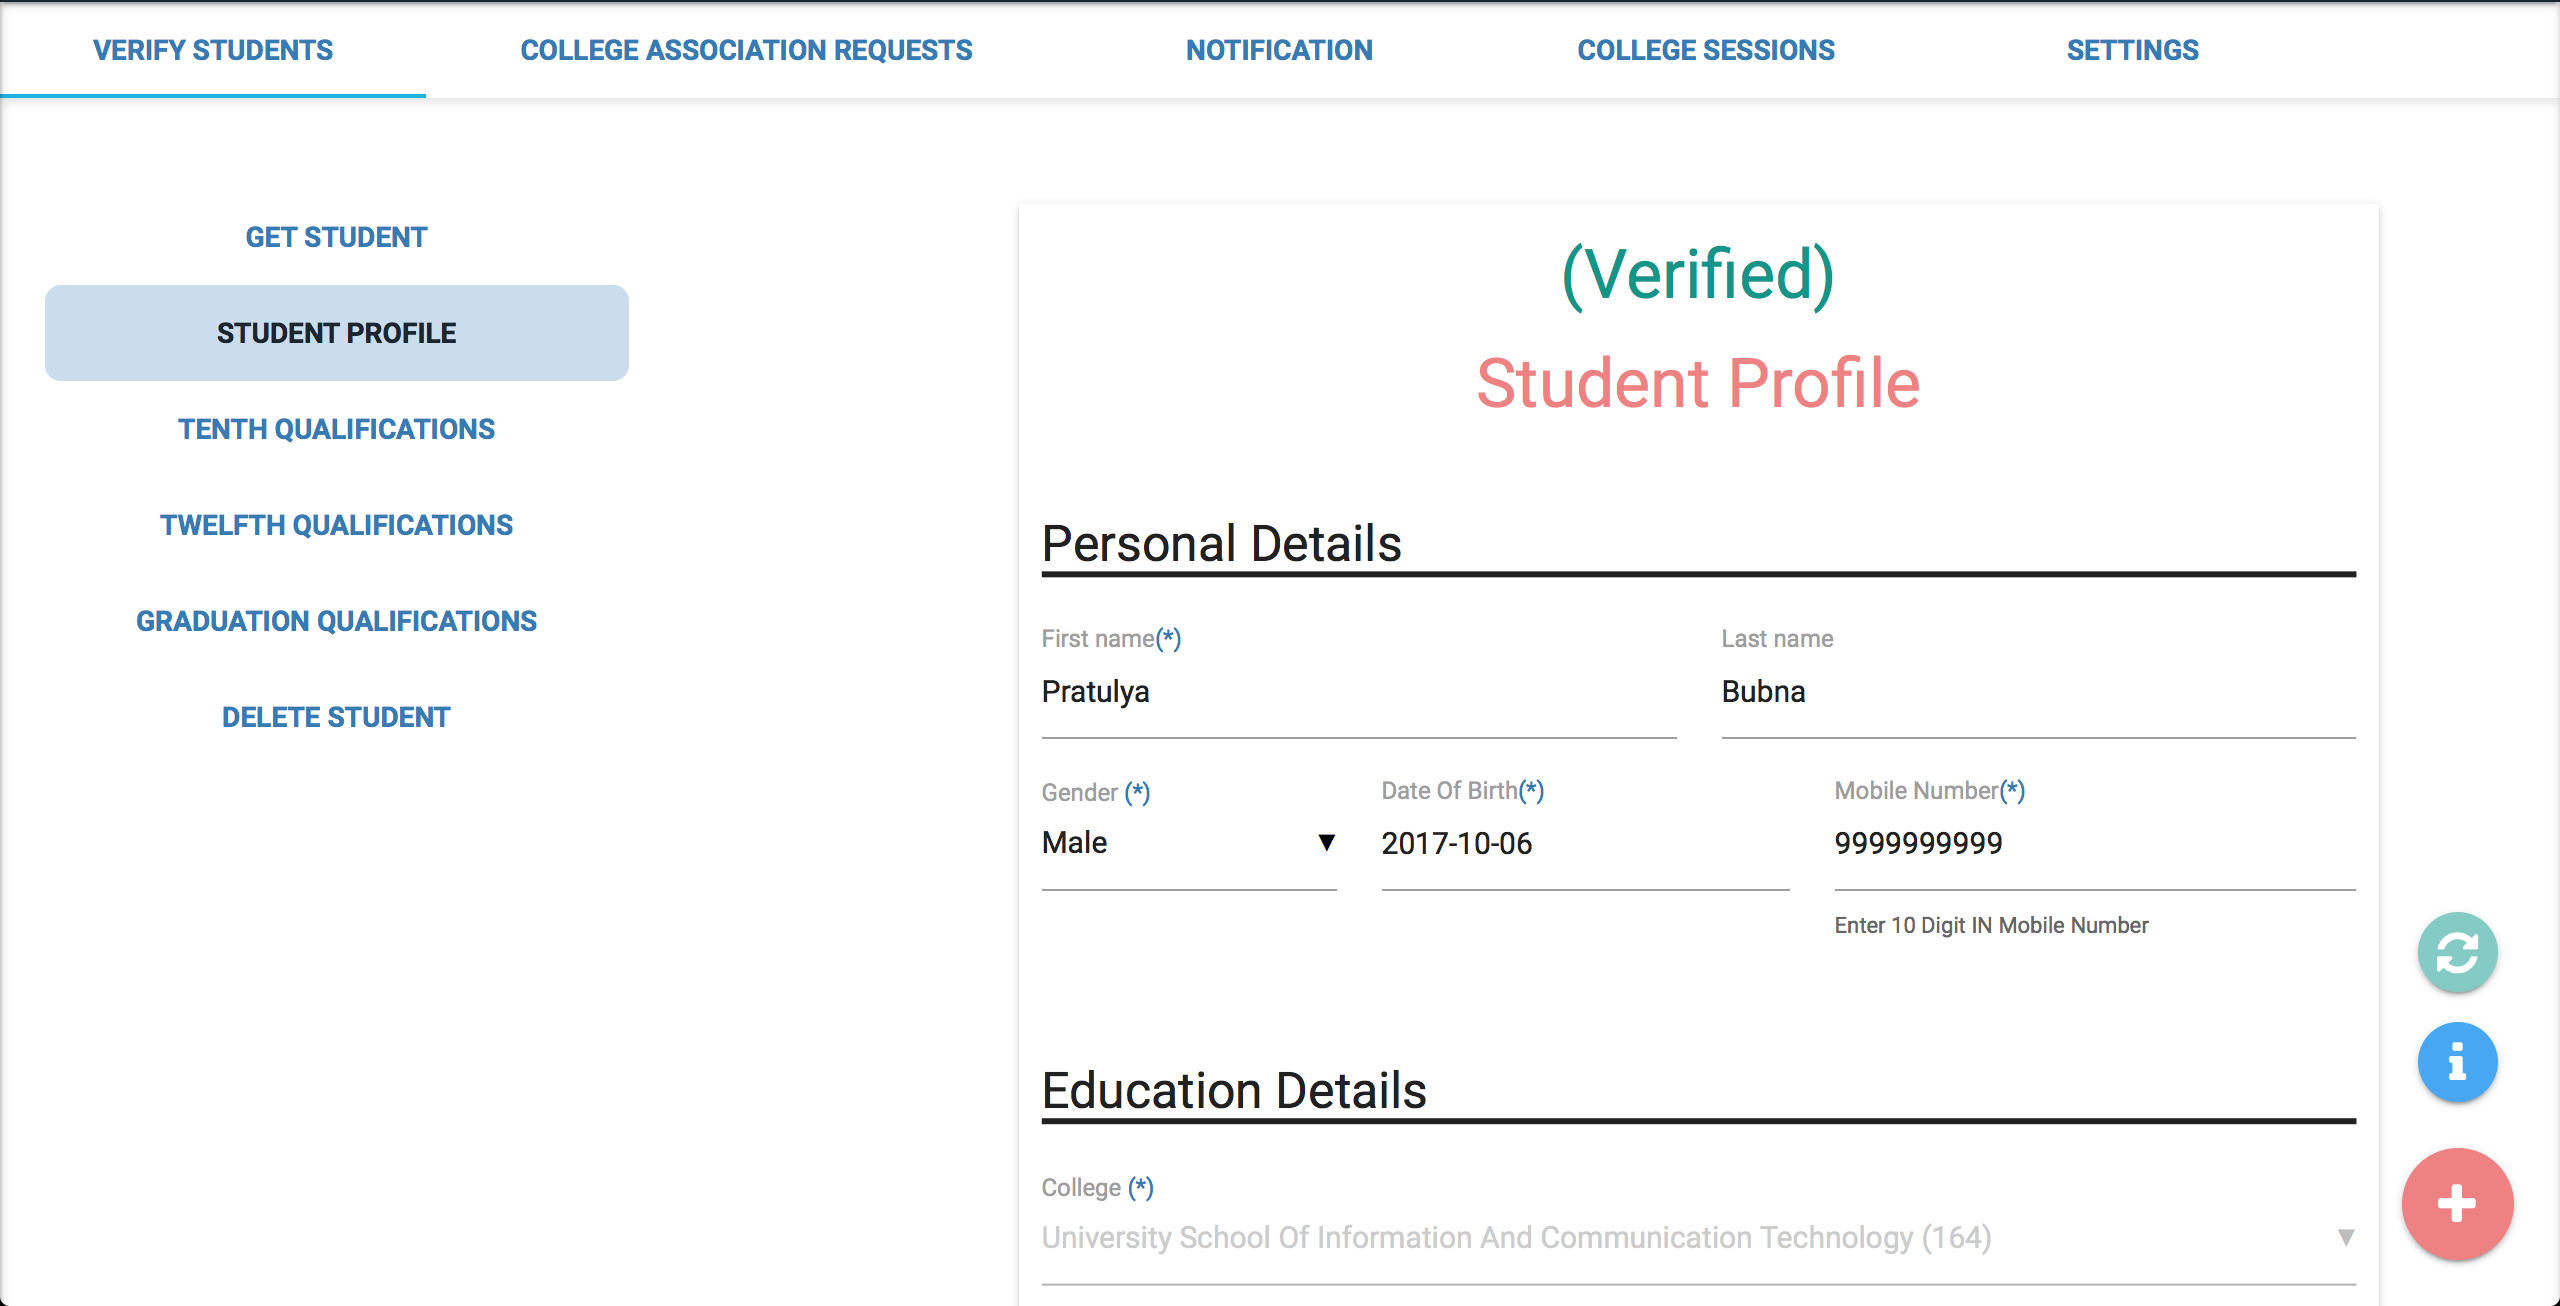 VERIFY STUDENTS COLLEGE ASSOCIATION REQUESTS NOTIFICATION COLLEGE SESSIONS SETTINGS
GET STUDENT
STUDENT PROFILE
TENTH QUALIFICATIONS
TWELFTH QUALIFICATIONS
GRADUATION QUALIFICATIONS
DELETE STUDENT
(Verified)
Student Profile
Personal Details
First name(*) Last name
Pratulya Bubna
Gender (*) Date Of Birth(*) Mobile Number(*)
Male 2017-10-06 9999999999
Enter 10 Digit IN Mobile Number
Education Details
College (*)
University School Of Information And Communication Technology (164)